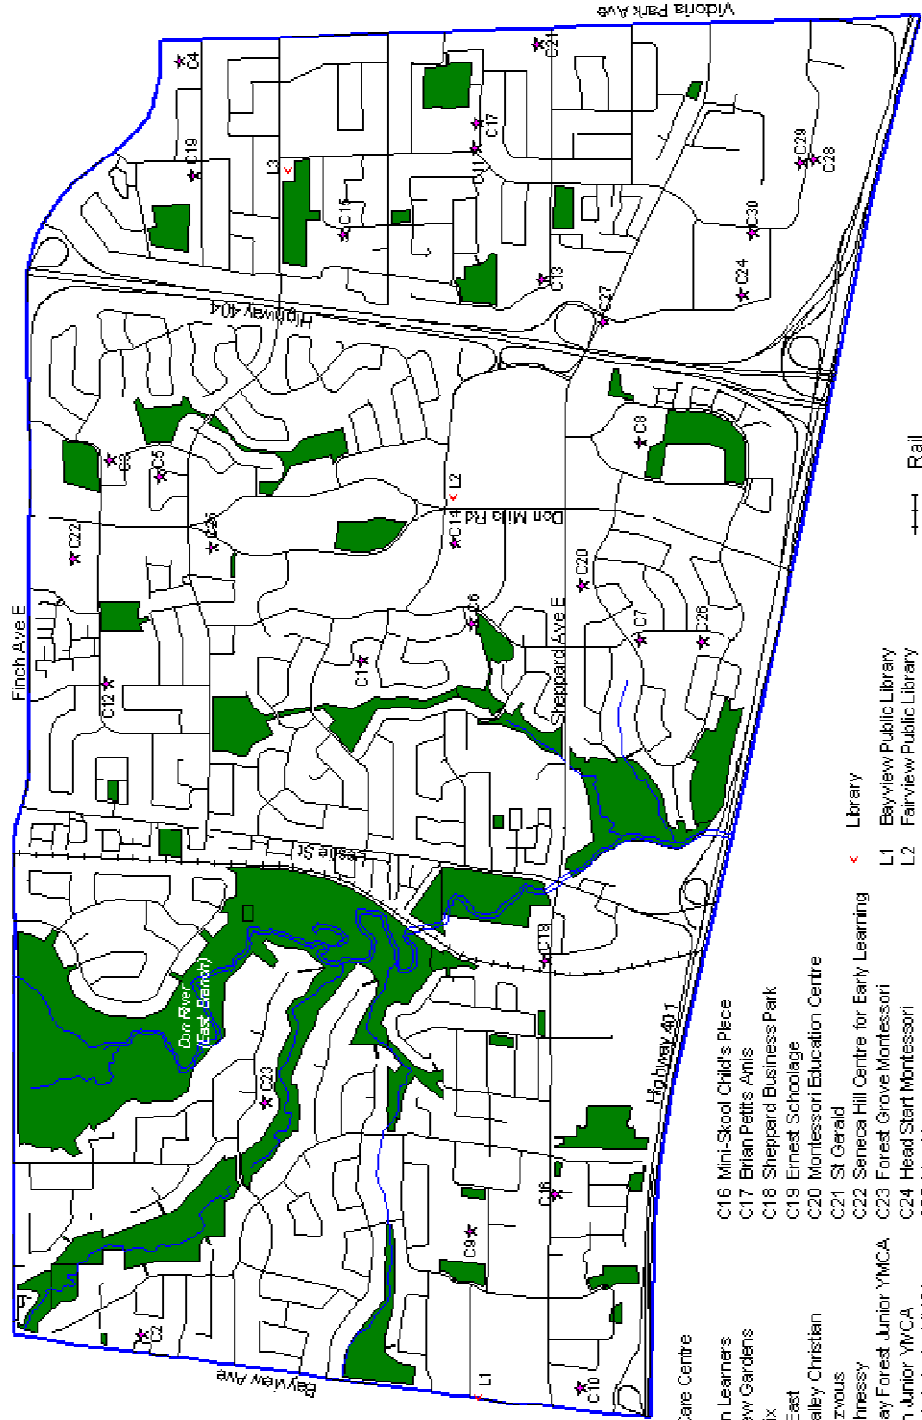 Finch Ave E
Victoria Park Ave
Highway 404
Don Mills Rd
Sheppard Ave E
Leslie St
Don River
(East Branch)
Bayview Ave
Highway 401
C2
C23
C9
C10
C16
C18
L1
C12
C22
C5
C1
C6
C14
L2
C20
C7
C26
C8
C4
C19
L3
C15
C17
C11
C21
C13
C27
C24
C30
C29
C28
Care Centre
n Learners
ew Gardens
ix
East
alley Christian
zvous
hnessy
ay Forest Junior YMCA
n Junior YMCA
C16 Mini-Skool Child's Place
C17 Brian Petits Amis
C18 Sheppard Business Park
C19 Ernest Schoolage
C20 Montessori Education Centre
C21 St Gerald
C22 Seneca Hill Centre for Early Learning
C23 Forest Grove Montessori
C24 Head Start Montessori
Library
L1 Bayview Public Library
L2 Fairview Public Library
Rail